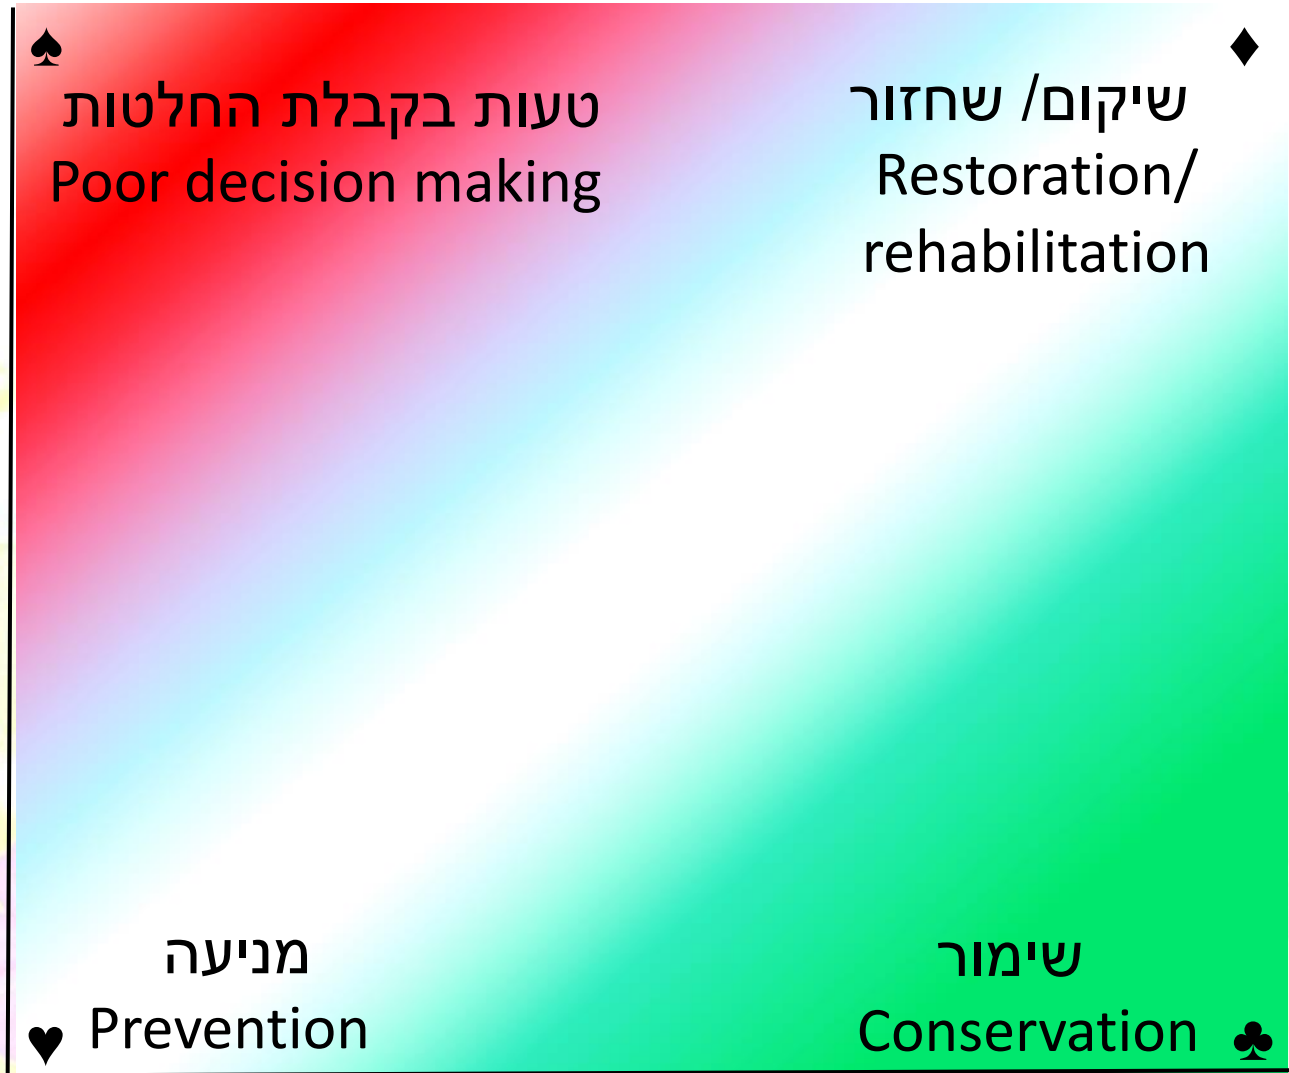 ♠
טעות בקבלת החלטות
Poor decision making
♦
שיקום/ שחזור
Restoration/
rehabilitation
מניעה
Prevention
♥
שימור
Conservation
♣